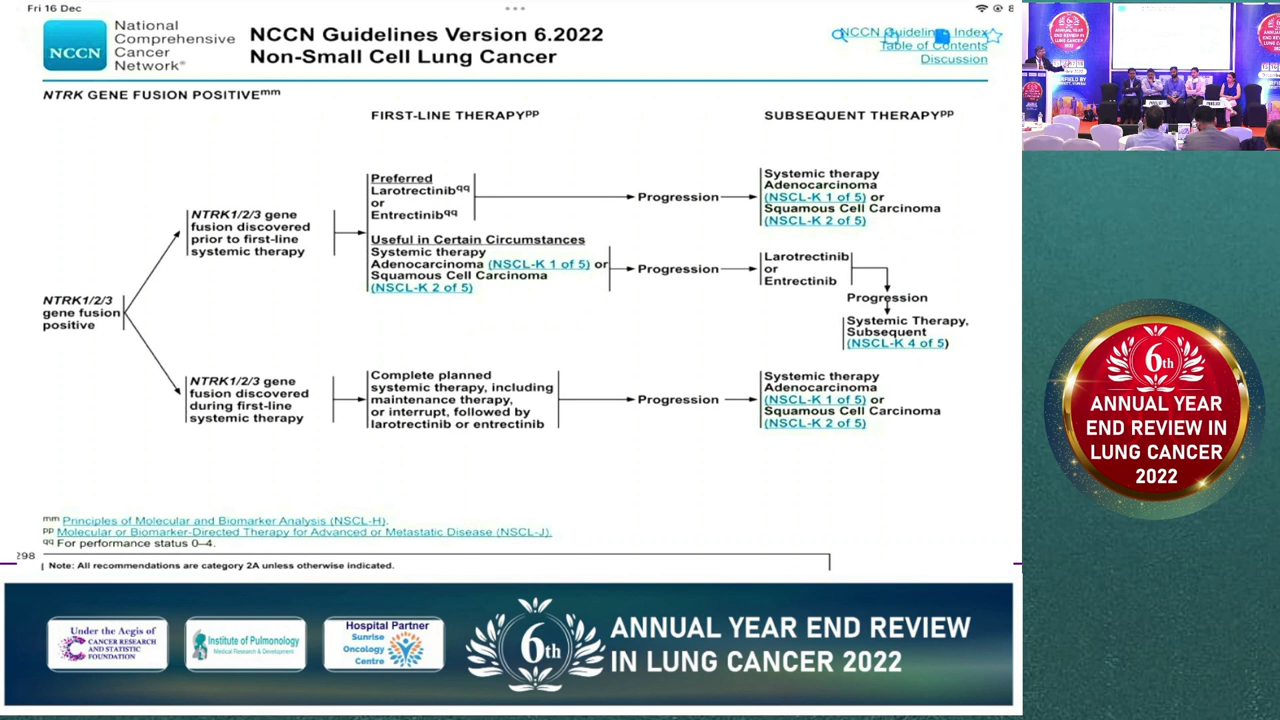 Fri 16 Dec
8
National
Comprehensive
Cancer
Network®
NCCN
NCCN Guidelines Version 6.2022
Non-Small Cell Lung Cancer
NCCN Guidelines Index
Table of Contents
Discussion
NTRK GENE FUSION POSITIVEmm
FIRST-LINE THERAPYpp
SUBSEQUENT THERAPYpp
NTRK1/2/3
gene fusion
positive
NTRK1/2/3 gene
fusion discovered
prior to first-line
systemic therapy
Preferred
Larotrectinibqq
or
Entrectinibqq
Progression
Systemic therapy
Adenocarcinoma
(NSCL-K 1 of 5) or
Squamous Cell Carcinoma
(NSCL-K 2 of 5)
Useful in Certain Circumstances
Systemic therapy
Adenocarcinoma (NSCL-K 1 of 5) or
Squamous Cell Carcinoma
(NSCL-K 2 of 5)
Progression
Larotrectinib
or
Entrectinib
Progression
Systemic Therapy,
Subsequent
(NSCL-K 4 of 5)
NTRK1/2/3 gene
fusion discovered
during first-line
systemic therapy
Complete planned
systemic therapy, including
maintenance therapy,
or interrupt, followed by
larotrectinib or entrectinib
Progression
Systemic therapy
Adenocarcinoma
(NSCL-K 1 of 5) or
Squamous Cell Carcinoma
(NSCL-K 2 of 5)
mm Principles of Molecular and Biomarker Analysis (NSCL-H).
pp Molecular or Biomarker-Directed Therapy for Advanced or Metastatic Disease (NSCL-J).
qq For performance status 0–4.
298
Note: All recommendations are category 2A unless otherwise indicated.
Under the Aegis of
CANCER RESEARCH
AND STATISTIC
FOUNDATION
Institute of Pulmonology
Medical Research & Development
Hospital Partner
Sunrise
Oncology
Centre
6th
ANNUAL YEAR END REVIEW
IN LUNG CANCER 2022
6th
ANNUAL YEAR
END REVIEW IN
LUNG CANCER
2022